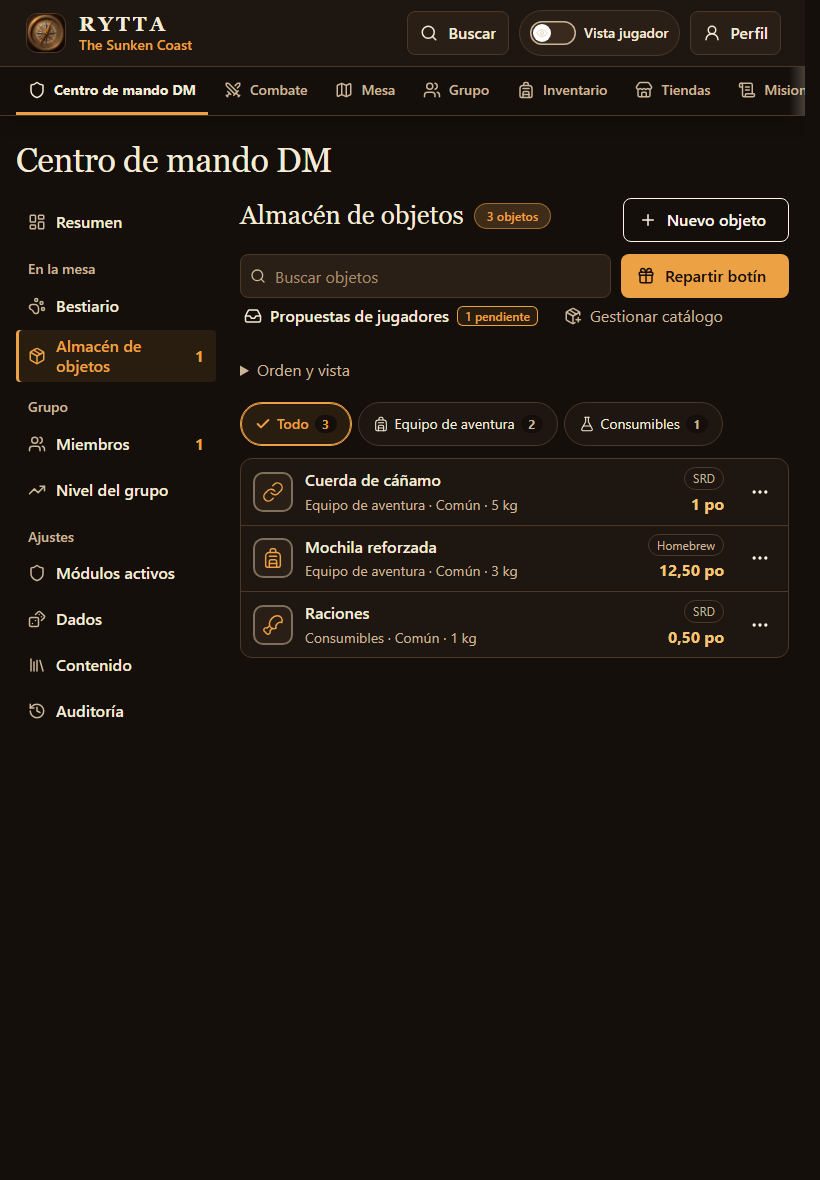 RYTTA
The Sunken Coast
Buscar
Vista jugador
Perfil
Centro de mando DM
Combate
Mesa
Grupo
Inventario
Tiendas
Mision
Centro de mando DM
Resumen
En la mesa
Bestiario
Almacén de
objetos
1
Grupo
Miembros
1
Nivel del grupo
Ajustes
Módulos activos
Dados
Contenido
Auditoría
Almacén de objetos
3 objetos
Nuevo objeto
Buscar objetos
Repartir botín
Propuestas de jugadores
1 pendiente
Gestionar catálogo
Orden y vista
Todo 3
Equipo de aventura 2
Consumibles 1
Cuerda de cáñamo
SRD
Equipo de aventura · Común · 5 kg
1 po
Mochila reforzada
Homebrew
Equipo de aventura · Común · 3 kg
12,50 po
Raciones
SRD
Consumibles · Común · 1 kg
0,50 po